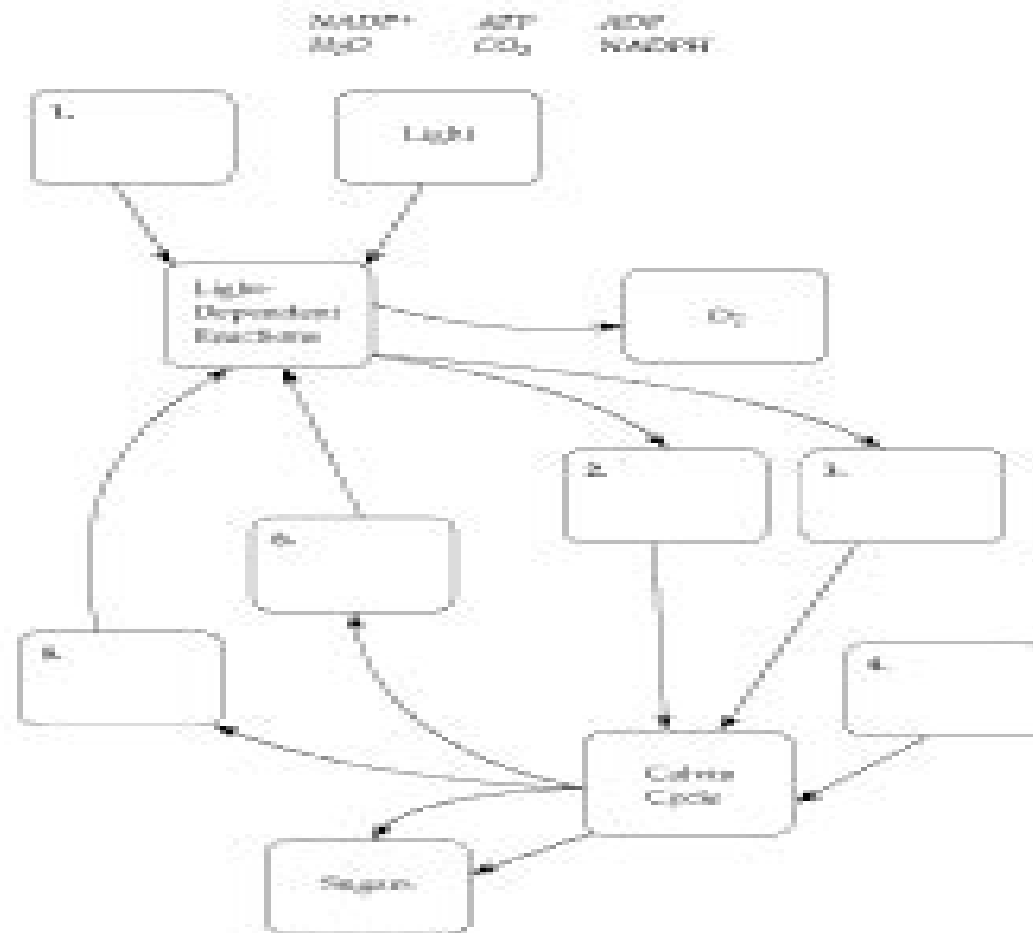 NADP+ ATP ADP
H₂O CO₂ NADPH
1.
Light
Light-
Dependent
Reactions
O₂
2.
3.
6.
5.
4.
Calvin
Cycle
Sugars